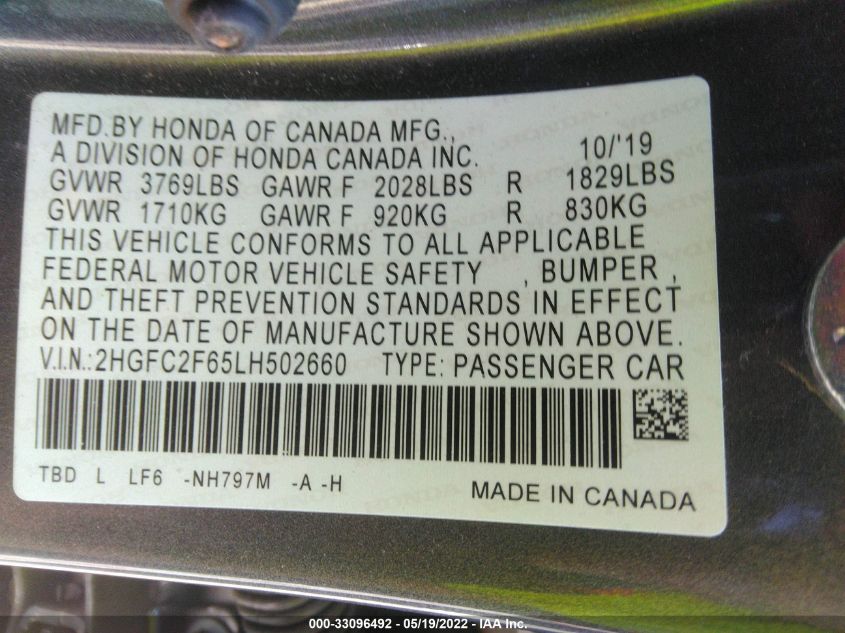 MFD.BY HONDA OF CANADA MFG.,
A DIVISION OF HONDA CANADA INC. 10/'19
GVWR 3769LBS GAWR F 2028LBS R 1829LBS
GVWR 1710KG GAWR F 920KG R 830KG
THIS VEHICLE CONFORMS TO ALL APPLICABLE
FEDERAL MOTOR VEHICLE SAFETY , BUMPER ,
AND THEFT PREVENTION STANDARDS IN EFFECT
ON THE DATE OF MANUFACTURE SHOWN ABOVE.
V.I.N.:2HGFC2F65LH502660 TYPE: PASSENGER CAR
TBD L LF6 -NH797M -A -H MADE IN CANADA
000-33096492 - 05/19/2022 - IAA Inc.